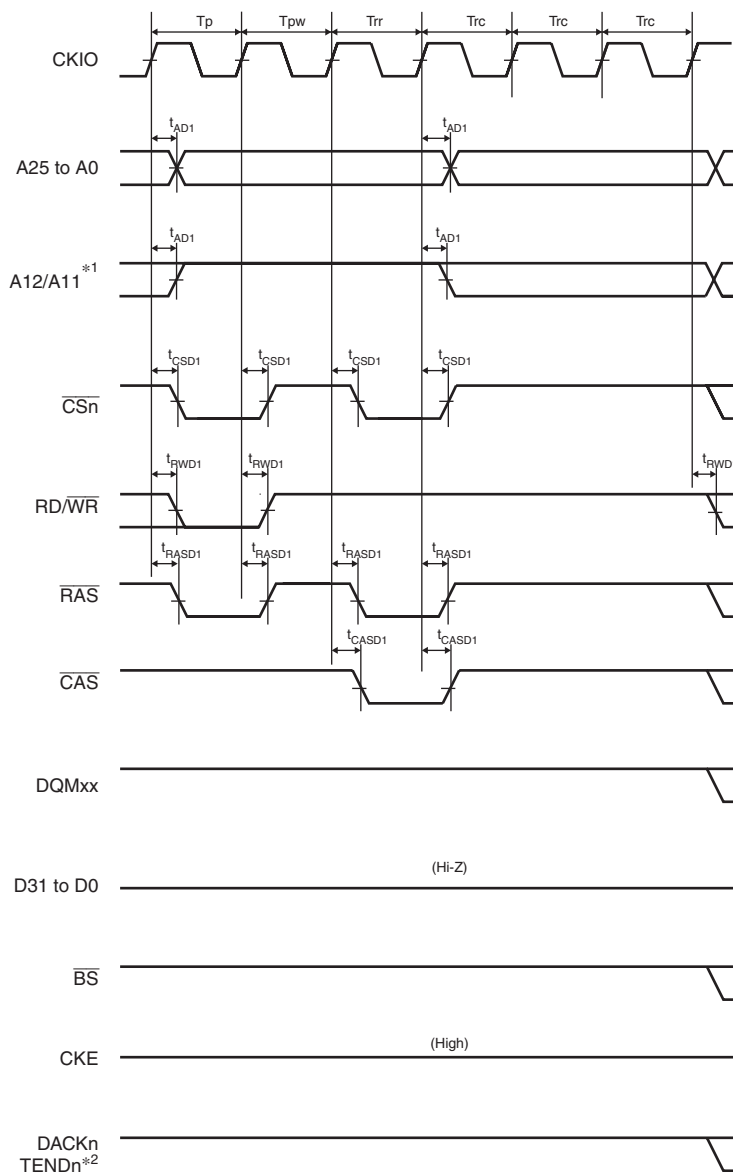 Tp Tpw Trr Trc Trc Trc
CKIO
tAD1 tAD1
A25 to A0
tAD1 tAD1
A12/A11*1
tCSD1 tCSD1 tCSD1 tCSD1
CSn
tRWD1 tRWD1 tRWD
RD/WR
tRASD1 tRASD1 tRASD1 tRASD1
RAS
tCASD1 tCASD1
CAS
DQMxx
(Hi-Z)
D31 to D0
BS
(High)
CKE
DACKn
TENDn*2